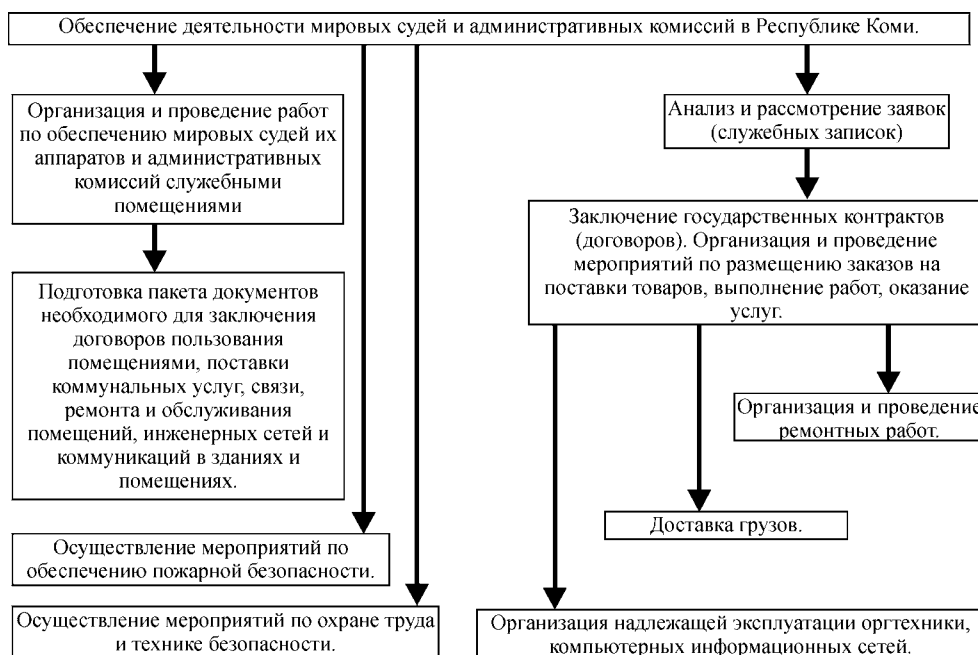 Обеспечение деятельности мировых судей и административных комиссий в Республике Коми.
Организация и проведение работ
по обеспечению мировых судей их
аппаратов и административных
комиссий служебными
помещениями
Анализ и рассмотрение заявок
(служебных записок)
Заключение государственных контрактов
(договоров). Организация и проведение
мероприятий по размещению заказов на
поставки товаров, выполнение работ, оказание
услуг.
Подготовка пакета документов
необходимого для заключения
договоров пользования
помещениями, поставки
коммунальных услуг, связи,
ремонта и обслуживания
помещений, инженерных сетей и
коммуникаций в зданиях и
помещениях.
Организация и проведение
ремонтных работ.
Доставка грузов.
Осуществление мероприятий по
обеспечению пожарной безопасности.
Осуществление мероприятий по охране труда
и технике безопасности.
Организация надлежащей эксплуатации оргтехники,
компьютерных информационных сетей.